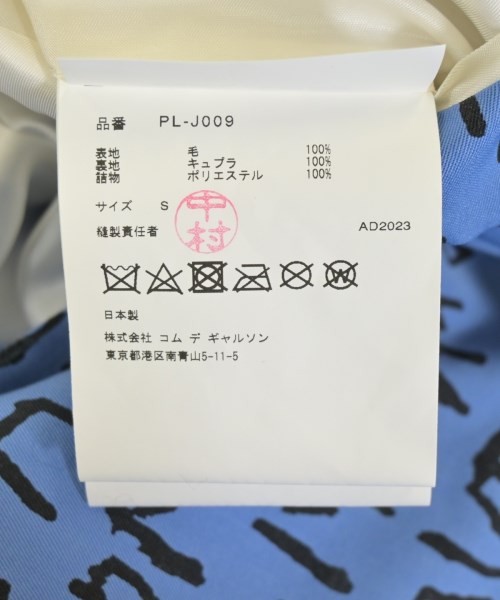 品番 PL-J009
表地 毛 100%
裏地 キュプラ 100%
詰物 ポリエステル 100%
サイズ S
縫製責任者 中村 AD2023
日本製
株式会社 コム デ ギャルソン
東京都港区南青山5-11-5